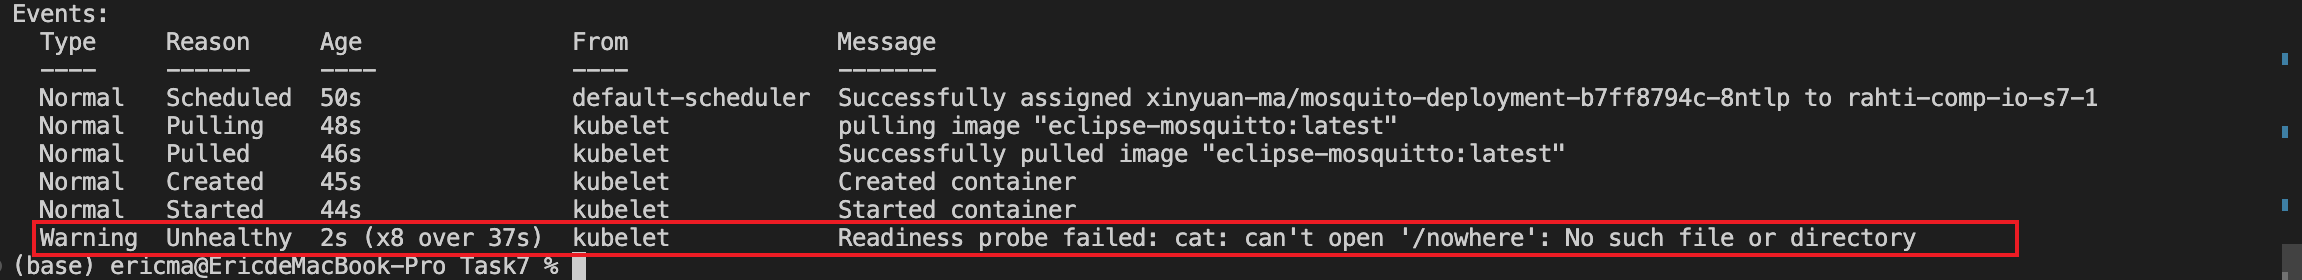 Events:
Type Reason Age From Message
---- ------ ---- ---- -------
Normal Scheduled 50s default-scheduler Successfully assigned xinyuan-ma/mosquito-deployment-b7ff8794c-8ntlp to rahti-comp-io-s7-1
Normal Pulling 48s kubelet pulling image "eclipse-mosquitto:latest"
Normal Pulled 46s kubelet Successfully pulled image "eclipse-mosquitto:latest"
Normal Created 45s kubelet Created container
Normal Started 44s kubelet Started container
Warning Unhealthy 2s (x8 over 37s) kubelet Readiness probe failed: cat: can't open '/nowhere': No such file or directory
(base) ericma@EricdeMacBook-Pro Task7 %